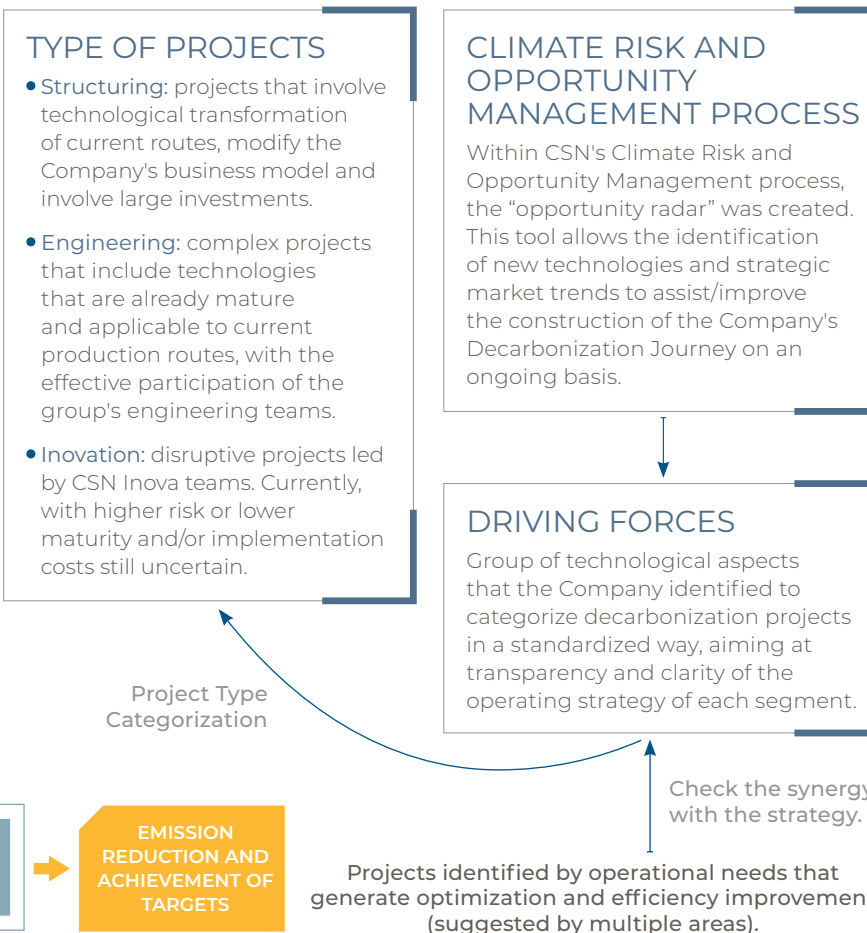 TYPE OF PROJECTS
• Structuring: projects that involve
technological transformation
of current routes, modify the
Company's business model and
involve large investments.
• Engineering: complex projects
that include technologies
that are already mature
and applicable to current
production routes, with the
effective participation of the
group's engineering teams.
• Inovation: disruptive projects led
by CSN Inova teams. Currently,
with higher risk or lower
maturity and/or implementation
costs still uncertain.
CLIMATE RISK AND
OPPORTUNITY
MANAGEMENT PROCESS
Within CSN's Climate Risk and
Opportunity Management process,
the “opportunity radar” was created.
This tool allows the identification
of new technologies and strategic
market trends to assist/improve
the construction of the Company's
Decarbonization Journey on an
ongoing basis.
DRIVING FORCES
Group of technological aspects
that the Company identified to
categorize decarbonization projects
in a standardized way, aiming at
transparency and clarity of the
operating strategy of each segment.
Project Type
Categorization
Check the synergy
with the strategy.
EMISSION
REDUCTION AND
ACHIEVEMENT OF
TARGETS
Projects identified by operational needs that
generate optimization and efficiency improvemen
(suggested by multiple areas).